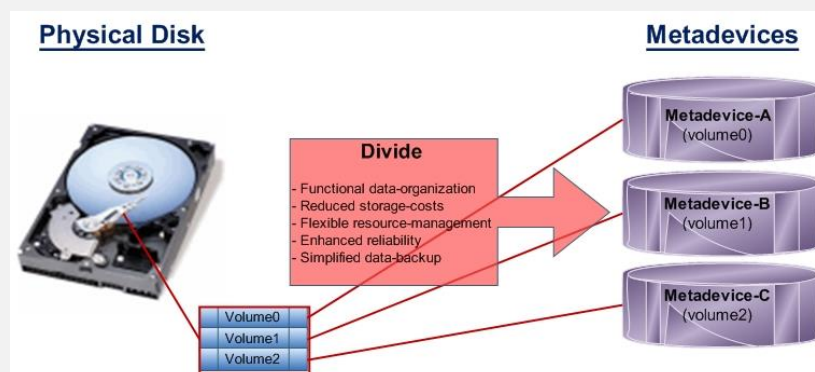 Physical Disk
Metadevices
Divide
- Functional data-organization
- Reduced storage-costs
- Flexible resource-management
- Enhanced reliability
- Simplified data-backup
Metadevice-A
(volume0)
Metadevice-B
(volume1)
Metadevice-C
(volume2)
Volume0
Volume1
Volume2